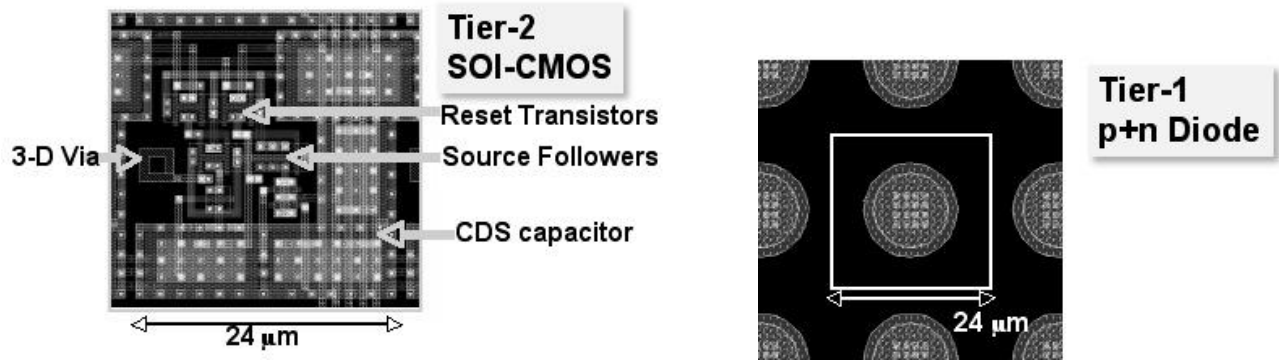 Tier-2
SOI-CMOS
Reset Transistors
3-D Via
Source Followers
CDS capacitor
24 μm
Tier-1
p+n Diode
24 μm